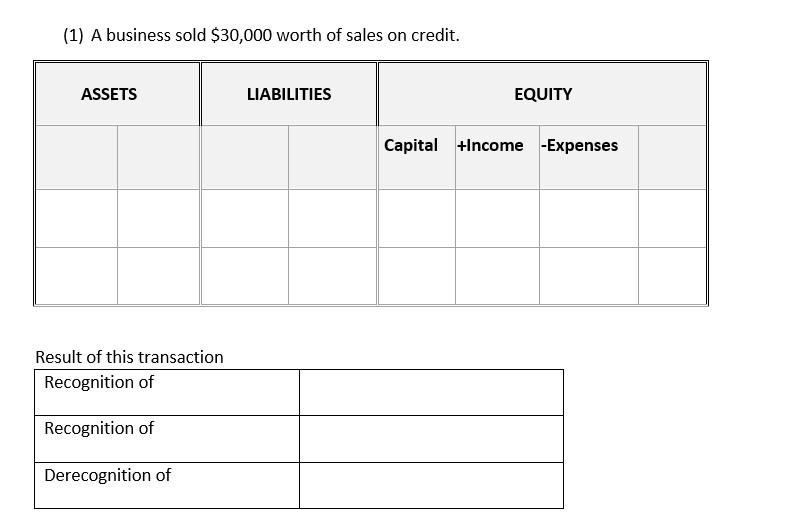 (1) A business sold $30,000 worth of sales on credit.
ASSETS LIABILITIES EQUITY
Capital +Income -Expenses
Result of this transaction
Recognition of
Recognition of
Derecognition of